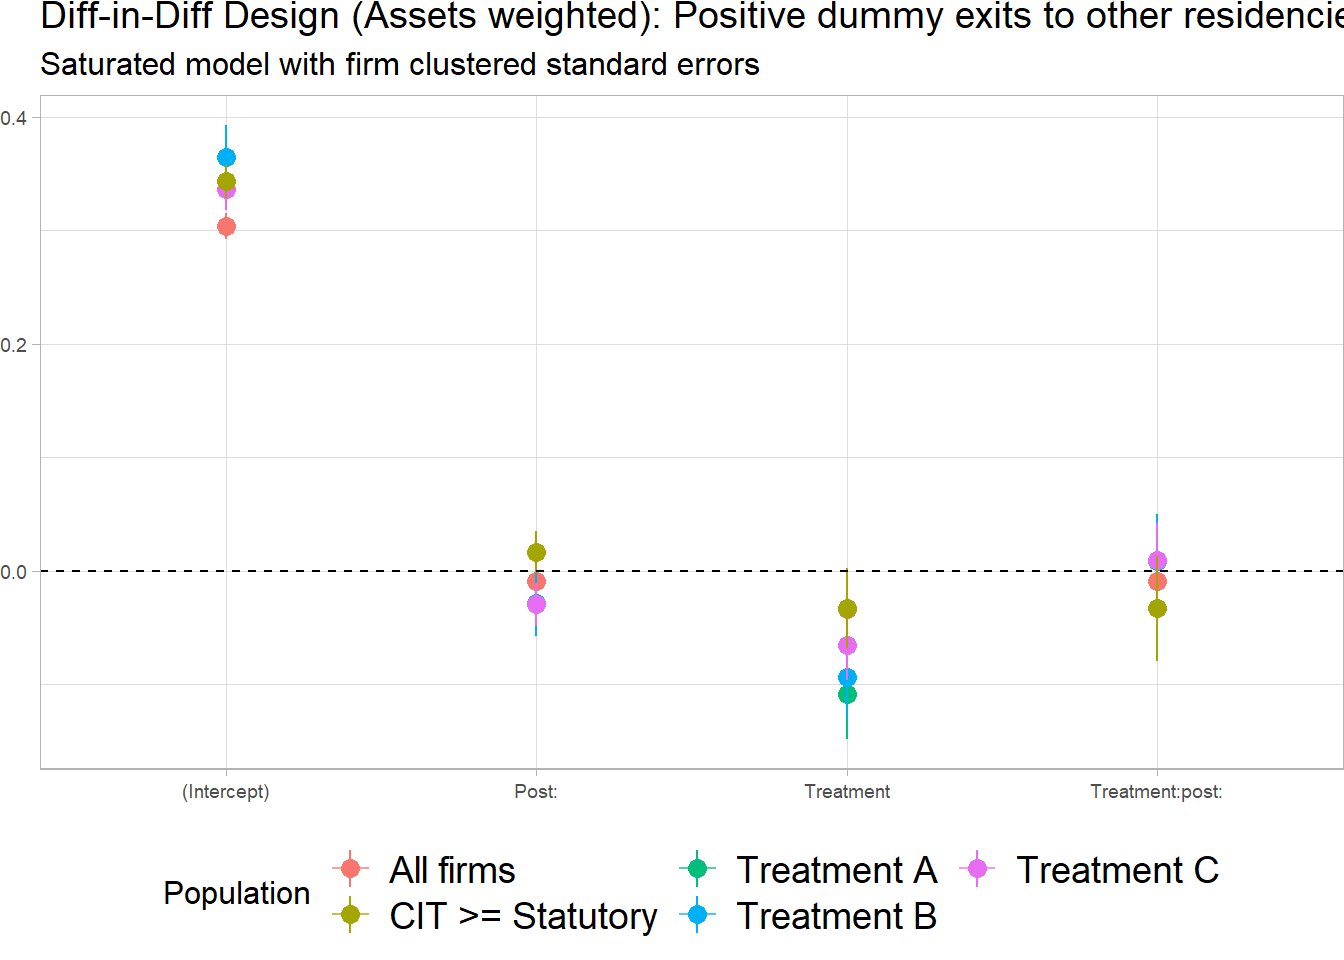 Diff-in-Diff Design (Assets weighted): Positive dummy exits to other residencie
Saturated model with firm clustered standard errors
0.4
0.2
0.0
(Intercept) Post: Treatment Treatment:post:
Population
All firms Treatment A Treatment C
CIT >= Statutory Treatment B